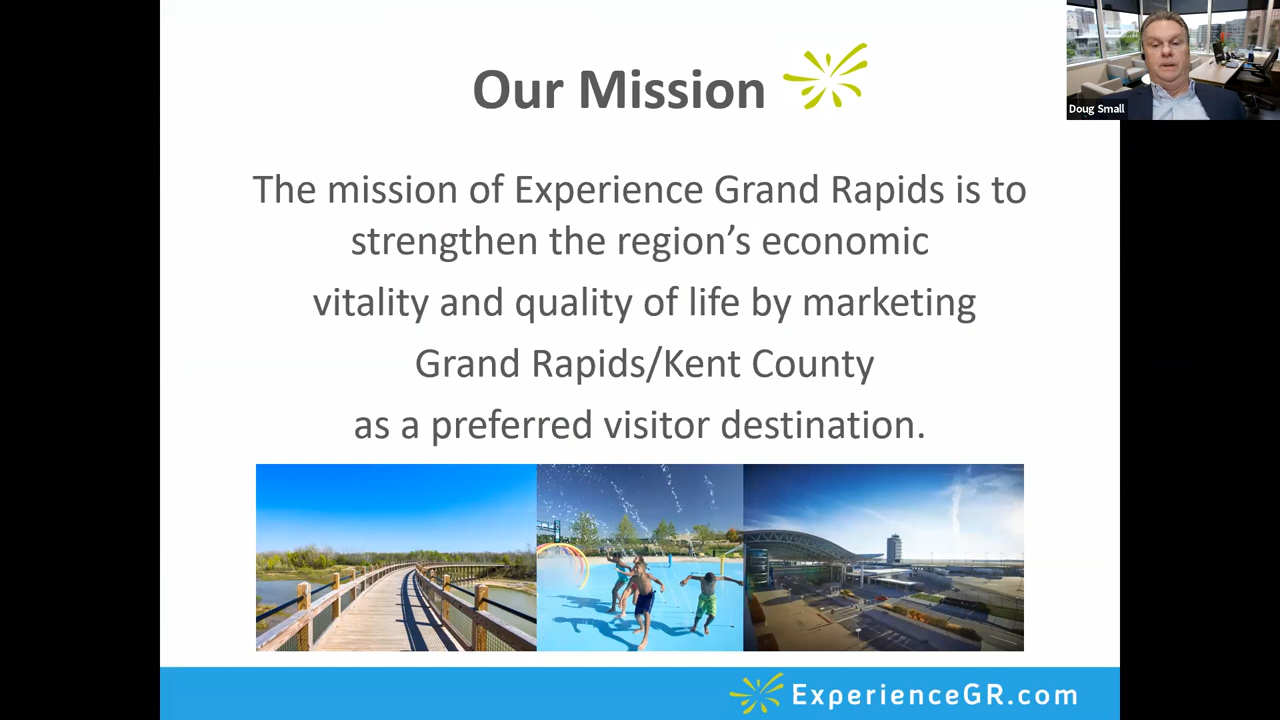 Our Mission
Doug Small
The mission of Experience Grand Rapids is to
strengthen the region’s economic
vitality and quality of life by marketing
Grand Rapids/Kent County
as a preferred visitor destination.
ExperienceGR.com